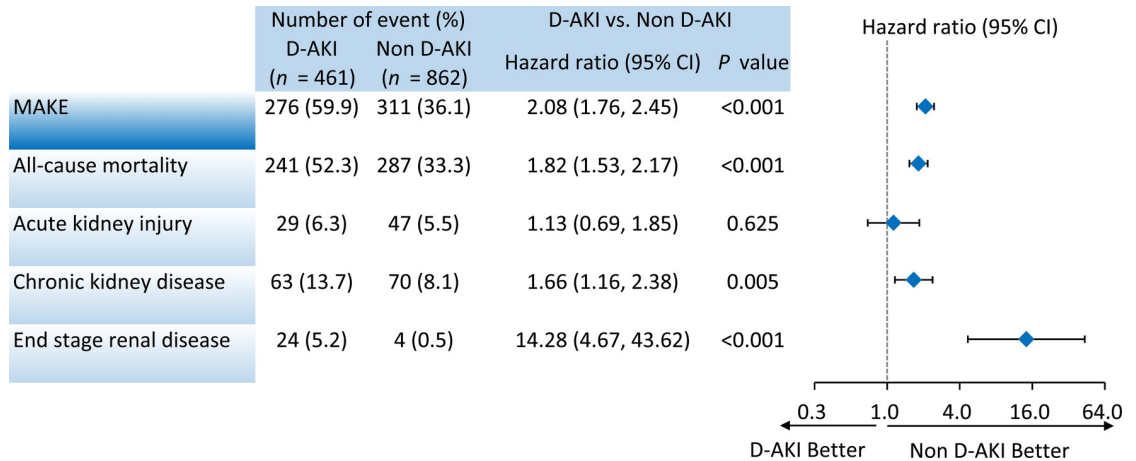 Number of event (%) D-AKI vs. Non D-AKI Hazard ratio (95% CI)
D-AKI Non D-AKI
(n = 461) (n = 862) Hazard ratio (95% CI) P value
MAKE 276 (59.9) 311 (36.1) 2.08 (1.76, 2.45) <0.001
All-cause mortality 241 (52.3) 287 (33.3) 1.82 (1.53, 2.17) <0.001
Acute kidney injury 29 (6.3) 47 (5.5) 1.13 (0.69, 1.85) 0.625
Chronic kidney disease 63 (13.7) 70 (8.1) 1.66 (1.16, 2.38) 0.005
End stage renal disease 24 (5.2) 4 (0.5) 14.28 (4.67, 43.62) <0.001
0.3 1.0 4.0 16.0 64.0
D-AKI Better Non D-AKI Better